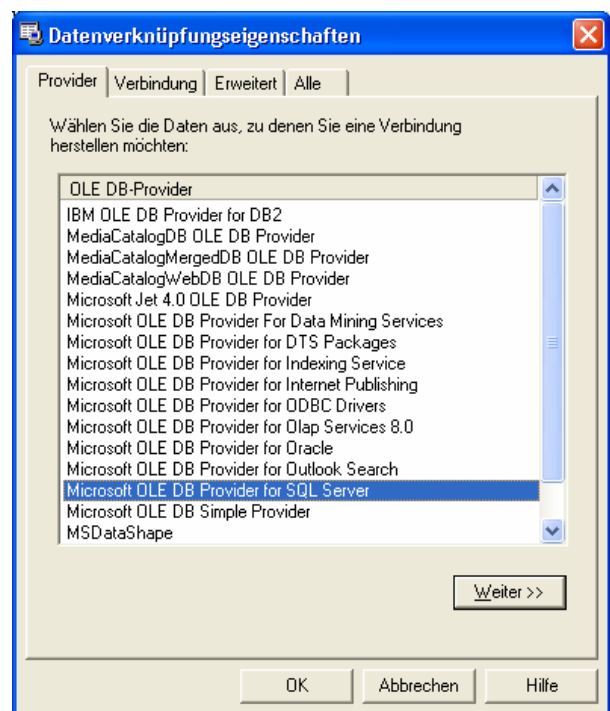 Datenverknüpfungseigenschaften
Provider Verbindung Erweitert Alle
Wählen Sie die Daten aus, zu denen Sie eine Verbindung
herstellen möchten:
OLE DB-Provider
IBM OLE DB Provider for DB2
MediaCatalogDB OLE DB Provider
MediaCatalogMergedDB OLE DB Provider
MediaCatalogWebDB OLE DB Provider
Microsoft Jet 4.0 OLE DB Provider
Microsoft OLE DB Provider For Data Mining Services
Microsoft OLE DB Provider for DTS Packages
Microsoft OLE DB Provider for Indexing Service
Microsoft OLE DB Provider for Internet Publishing
Microsoft OLE DB Provider for ODBC Drivers
Microsoft OLE DB Provider for Olap Services 8.0
Microsoft OLE DB Provider for Oracle
Microsoft OLE DB Provider for Outlook Search
Microsoft OLE DB Provider for SQL Server
Microsoft OLE DB Simple Provider
MSDataShape
Weiter >>
OK Abbrechen Hilfe